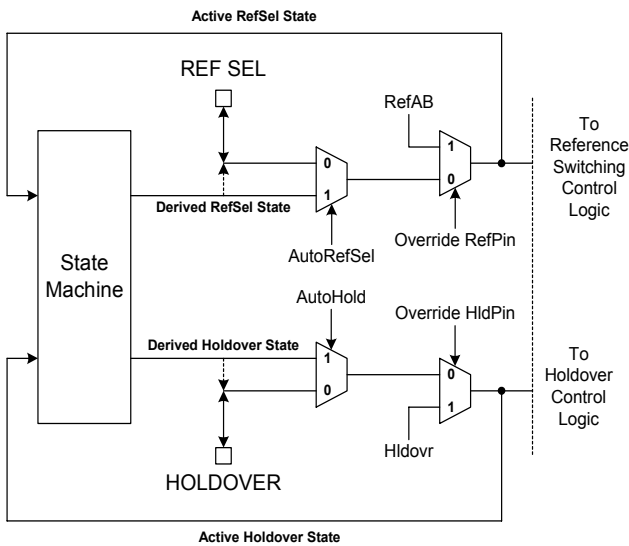 Active RefSel State
REF SEL
RefAB
To
Reference
Switching
Control
Logic
1
0
0
1
Derived RefSel State
AutoRefSel
Override RefPin
State
Machine
AutoHold
Override HldPin
Derived Holdover State
1
0
0
1
To
Holdover
Control
Logic
Hldovr
HOLDOVER
Active Holdover State